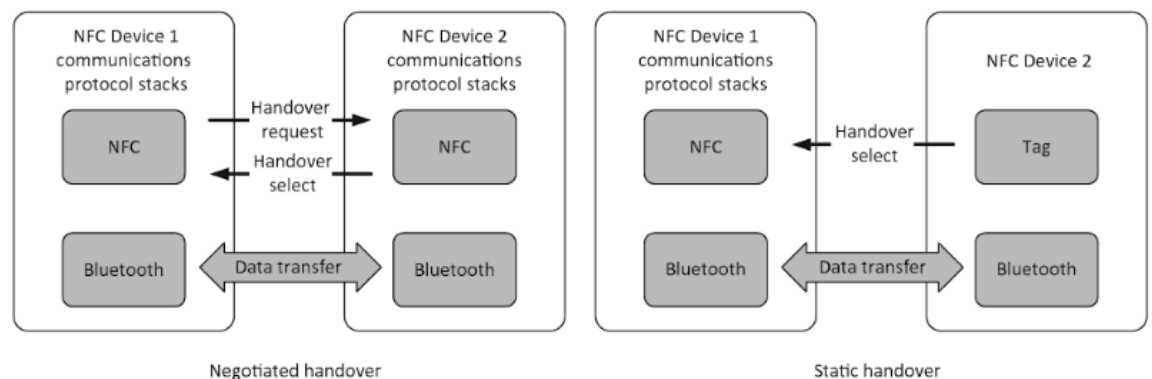 NFC Device 1
communications
protocol stacks
NFC Device 2
communications
protocol stacks
Handover
request
NFC
NFC
Handover
select
Bluetooth
Data transfer
Bluetooth
Negotiated handover
NFC Device 1
communications
protocol stacks
NFC Device 2
Handover
select
NFC
Tag
Bluetooth
Data transfer
Bluetooth
Static handover